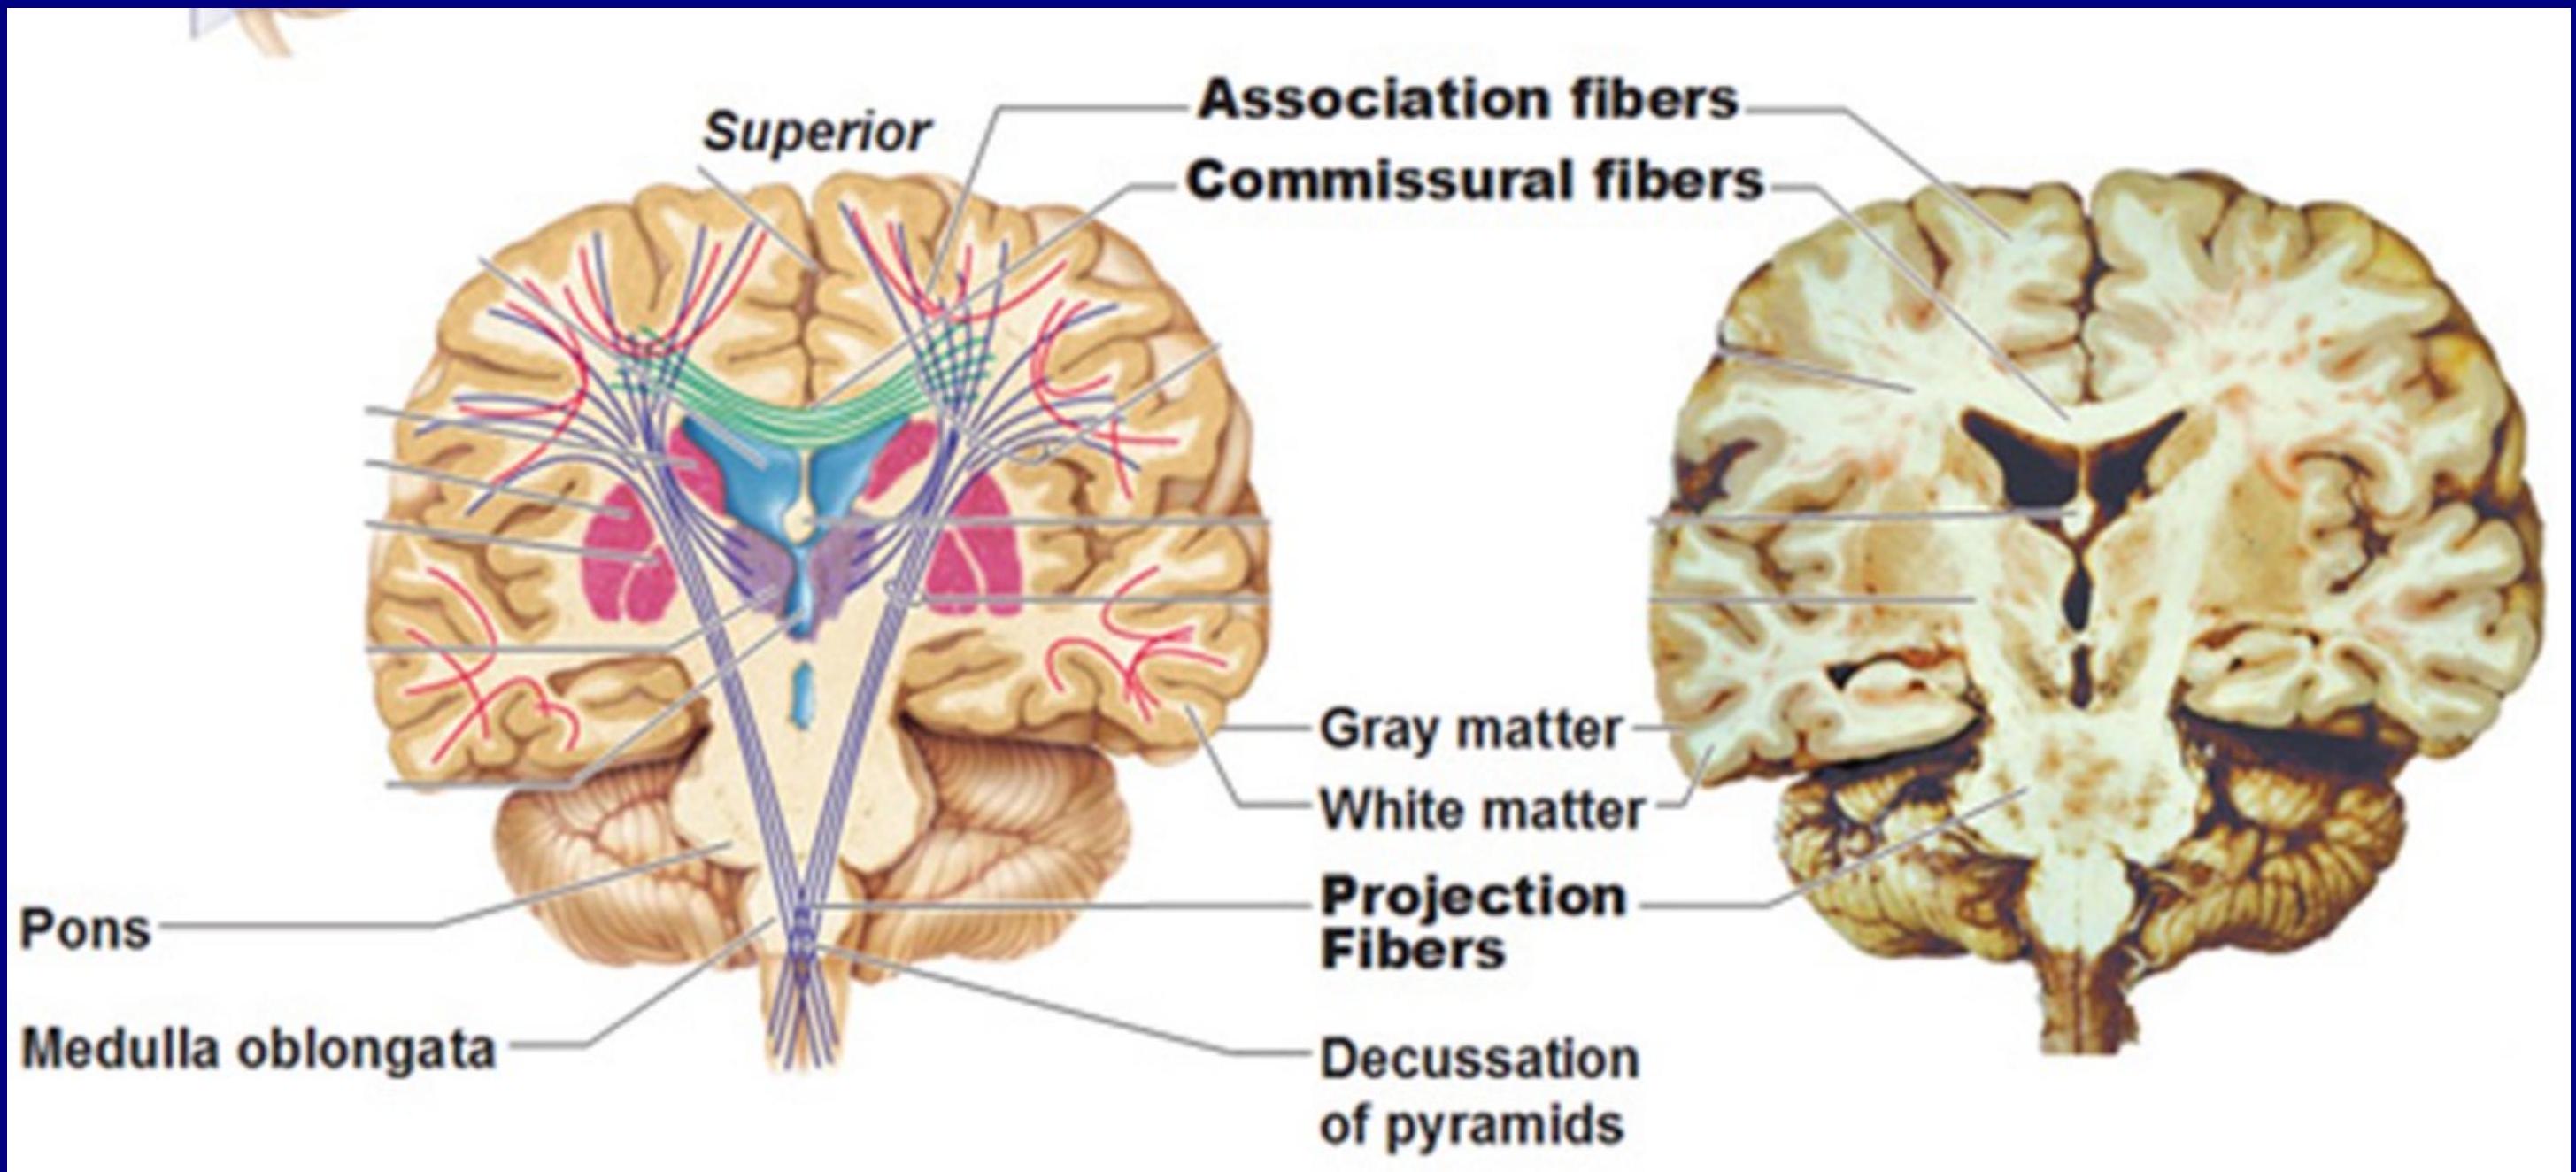 Superior
Association fibers
Commissural fibers
Gray matter
White matter
Projection
Fibers
Decussation
of pyramids
Pons
Medulla oblongata